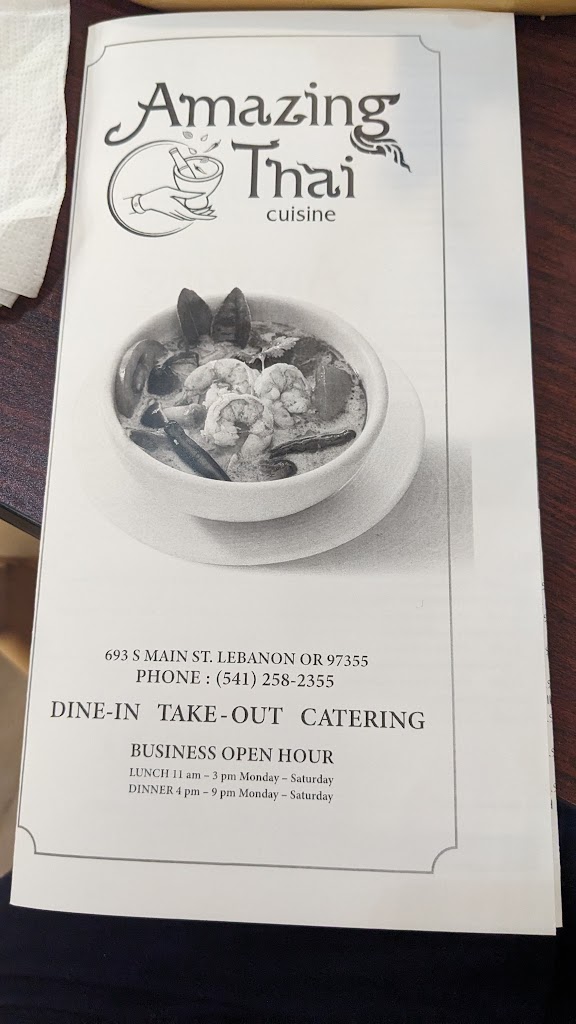 Amazing
Thai
cuisine
693 S MAIN ST. LEBANON OR 97355
PHONE : (541) 258-2355
DINE-IN TAKE-OUT CATERING
BUSINESS OPEN HOUR
LUNCH 11 am – 3 pm Monday – Saturday
DINNER 4 pm – 9 pm Monday – Saturday